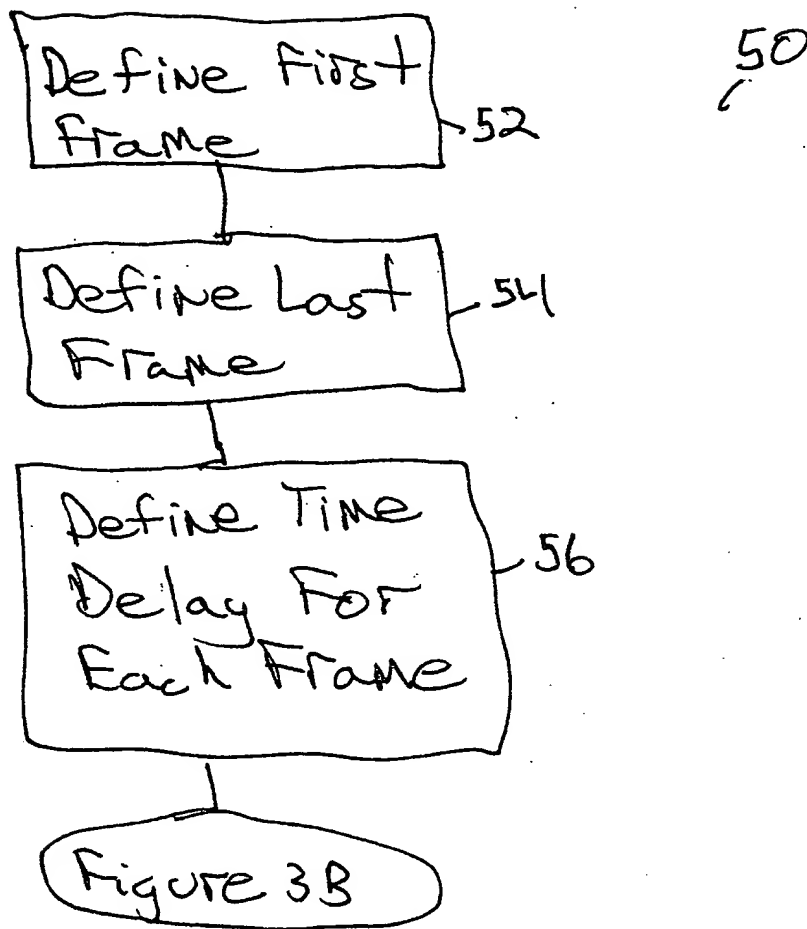 50
Define First
Frame
52
Define Last
Frame
54
Define Time
Delay For
Each Frame
56
Figure 3B